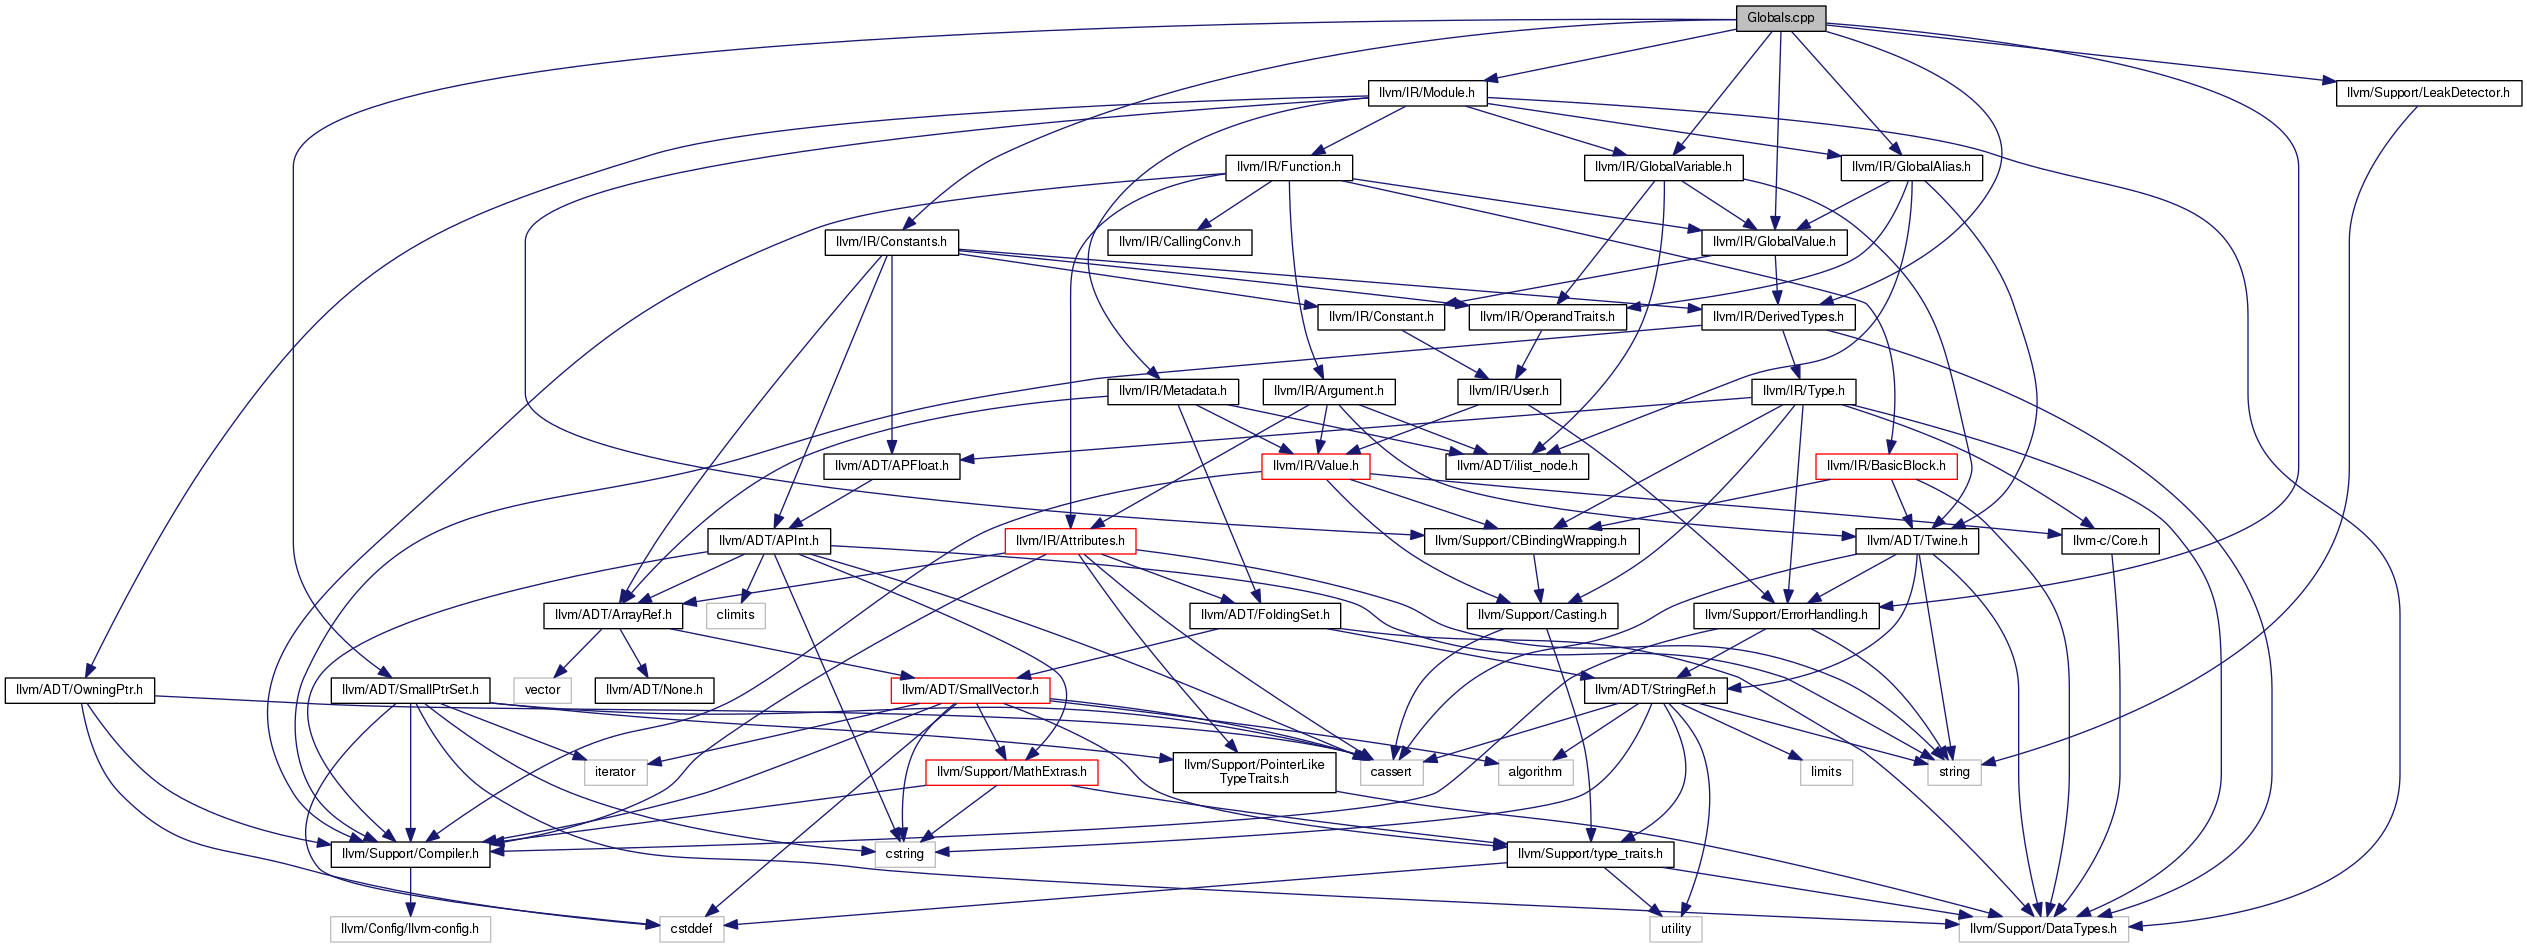 Globals.cpp
llvm/IR/Module.h
llvm/Support/LeakDetector.h
llvm/IR/Function.h
llvm/IR/GlobalVariable.h
llvm/IR/GlobalAlias.h
llvm/IR/Constants.h
llvm/IR/CallingConv.h
llvm/IR/GlobalValue.h
llvm/IR/Constant.h
llvm/IR/OperandTraits.h
llvm/IR/DerivedTypes.h
llvm/IR/Metadata.h
llvm/IR/Argument.h
llvm/IR/User.h
llvm/IR/Type.h
llvm/ADT/APFloat.h
llvm/IR/Value.h
llvm/ADT/ilist_node.h
llvm/IR/BasicBlock.h
llvm/ADT/APInt.h
llvm/IR/Attributes.h
llvm/Support/CBindingWrapping.h
llvm/ADT/Twine.h
llvm-c/Core.h
llvm/ADT/ArrayRef.h
climits
llvm/ADT/FoldingSet.h
llvm/Support/Casting.h
llvm/Support/ErrorHandling.h
llvm/ADT/OwningPtr.h
llvm/ADT/SmallPtrSet.h
vector
llvm/ADT/None.h
llvm/ADT/SmallVector.h
llvm/ADT/StringRef.h
iterator
llvm/Support/MathExtras.h
llvm/Support/PointerLike
TypeTraits.h
cassert
algorithm
limits
string
llvm/Support/Compiler.h
cstring
llvm/Support/type_traits.h
llvm/Config/llvm-config.h
cstddef
utility
llvm/Support/DataTypes.h